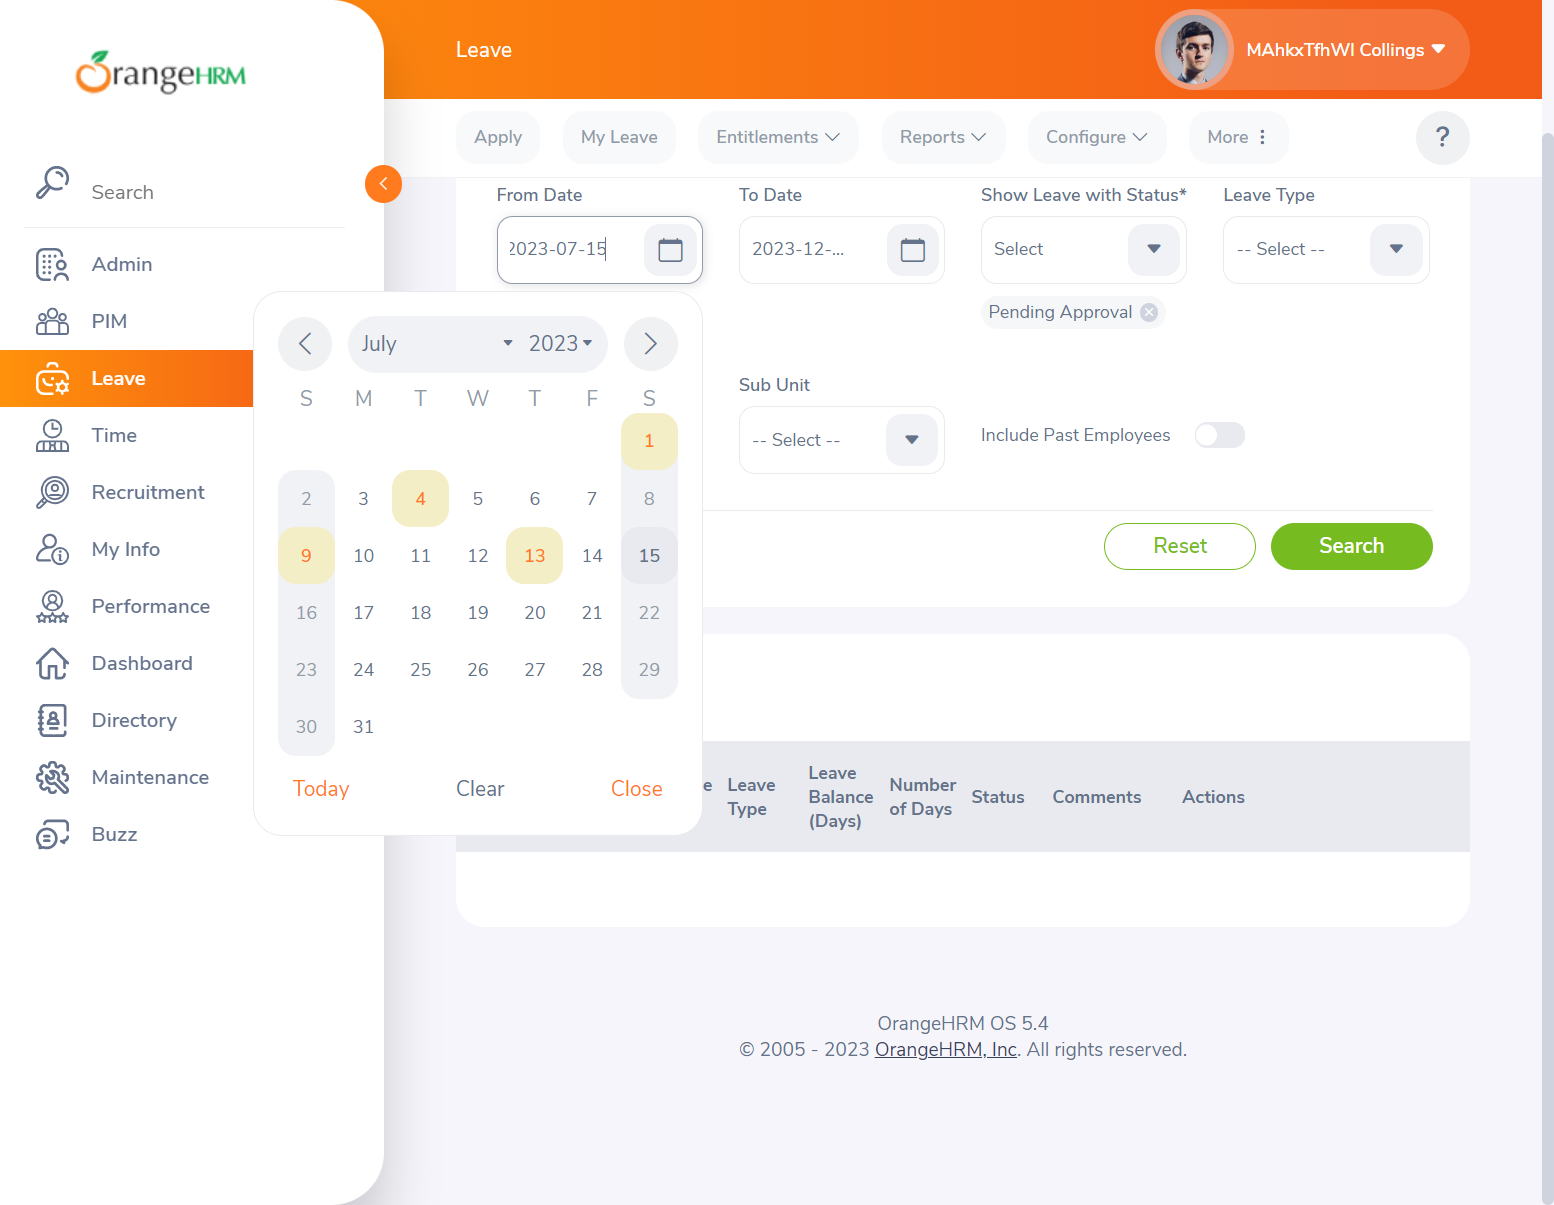 OrangeHRM
Leave
MAhkxTfhWI Collings
Apply
My Leave
Entitlements
Reports
Configure
More
?
Search
Admin
PIM
Leave
Time
Recruitment
My Info
Performance
Dashboard
Directory
Maintenance
Buzz
From Date
To Date
Show Leave with Status*
Leave Type
2023-07-15
2023-12-...
Select
-- Select --
Pending Approval
Sub Unit
-- Select --
Include Past Employees
Reset
Search
July 2023
S M T W T F S
1
2 3 4 5 6 7 8
9 10 11 12 13 14 15
16 17 18 19 20 21 22
23 24 25 26 27 28 29
30 31
Today Clear Close
e
Leave
Type
Leave
Balance
(Days)
Number
of Days
Status
Comments
Actions
OrangeHRM OS 5.4
© 2005 - 2023 OrangeHRM, Inc. All rights reserved.